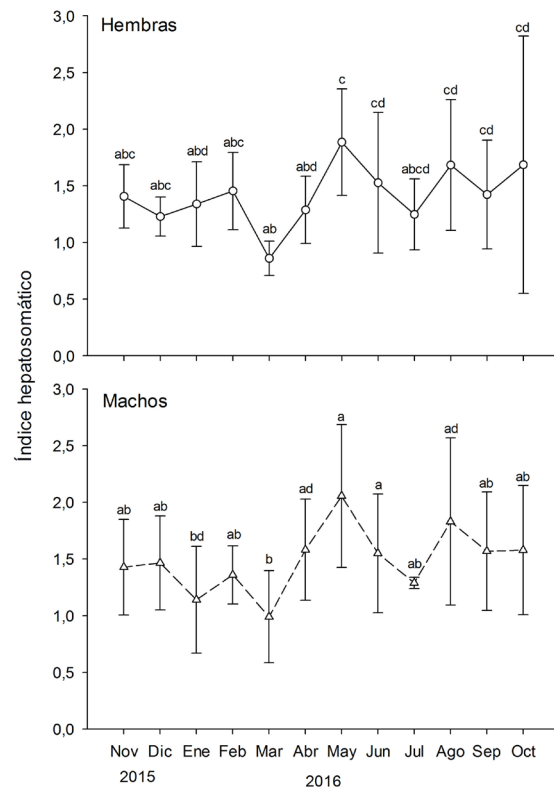 Índice hepatosomático
Hembras
3,0
2,5
2,0
1,5
1,0
0,5
0,0
abc abc abd abc ab abd c cd abcd cd cd cd
Machos
3,0
2,5
2,0
1,5
1,0
0,5
0,0
ab ab bd ab b ad a a ab ad ab ab
Nov Dic Ene Feb Mar Abr May Jun Jul Ago Sep Oct
2015 2016